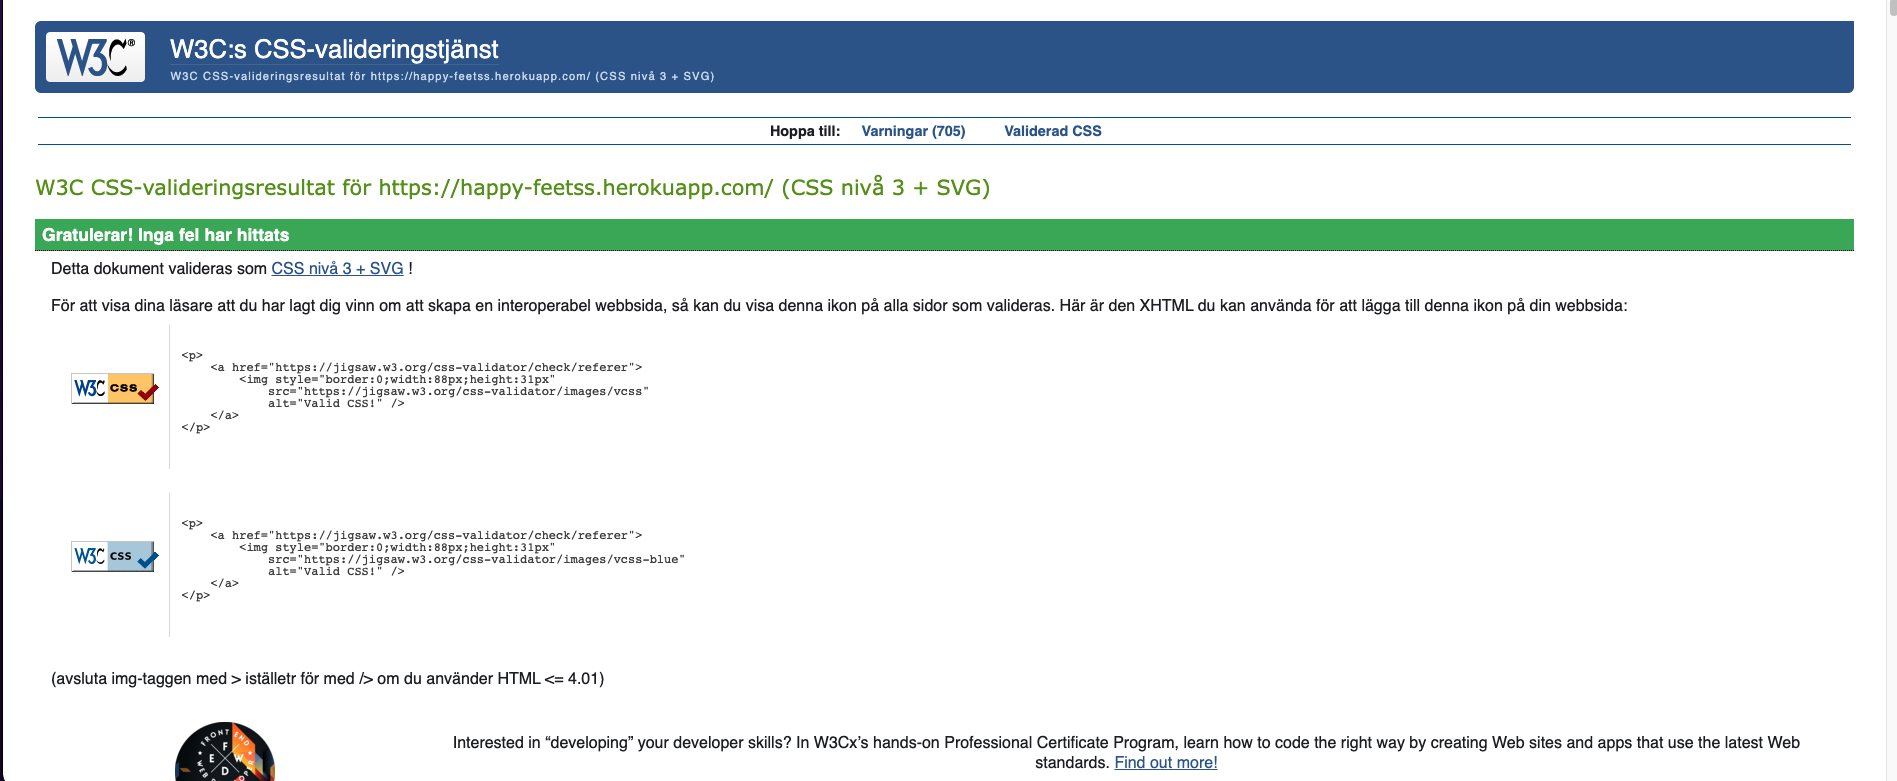 W3C®
W3C:s CSS-valideringstjänst
W3C CSS-valideringsresultat för https://happy-feetss.herokuapp.com/ (CSS nivå 3 + SVG)
Hoppa till: Varningar (705) Validerad CSS
W3C CSS-valideringsresultat för https://happy-feetss.herokuapp.com/ (CSS nivå 3 + SVG)
Gratulerar! Inga fel har hittats
Detta dokument valideras som CSS nivå 3 + SVG !
För att visa dina läsare att du har lagt dig vinn om att skapa en interoperabel webbsida, så kan du visa denna ikon på alla sidor som valideras. Här är den XHTML du kan använda för att lägga till denna ikon på din webbsida:
W3C css
<p>
<a href="https://jigsaw.w3.org/css-validator/check/referer">
<img style="border:0;width:88px;height:31px"
src="https://jigsaw.w3.org/css-validator/images/vcss"
alt="Valid CSS!" />
</a>
</p>
W3C css
<p>
<a href="https://jigsaw.w3.org/css-validator/check/referer">
<img style="border:0;width:88px;height:31px"
src="https://jigsaw.w3.org/css-validator/images/vcss-blue"
alt="Valid CSS!" />
</a>
</p>
(avsluta img-taggen med > iställetr för med /> om du använder HTML <= 4.01)
FRONT END
F E W D
WEB
Interested in “developing” your developer skills? In W3Cx’s hands-on Professional Certificate Program, learn how to code the right way by creating Web sites and apps that use the latest Web
standards. Find out more!